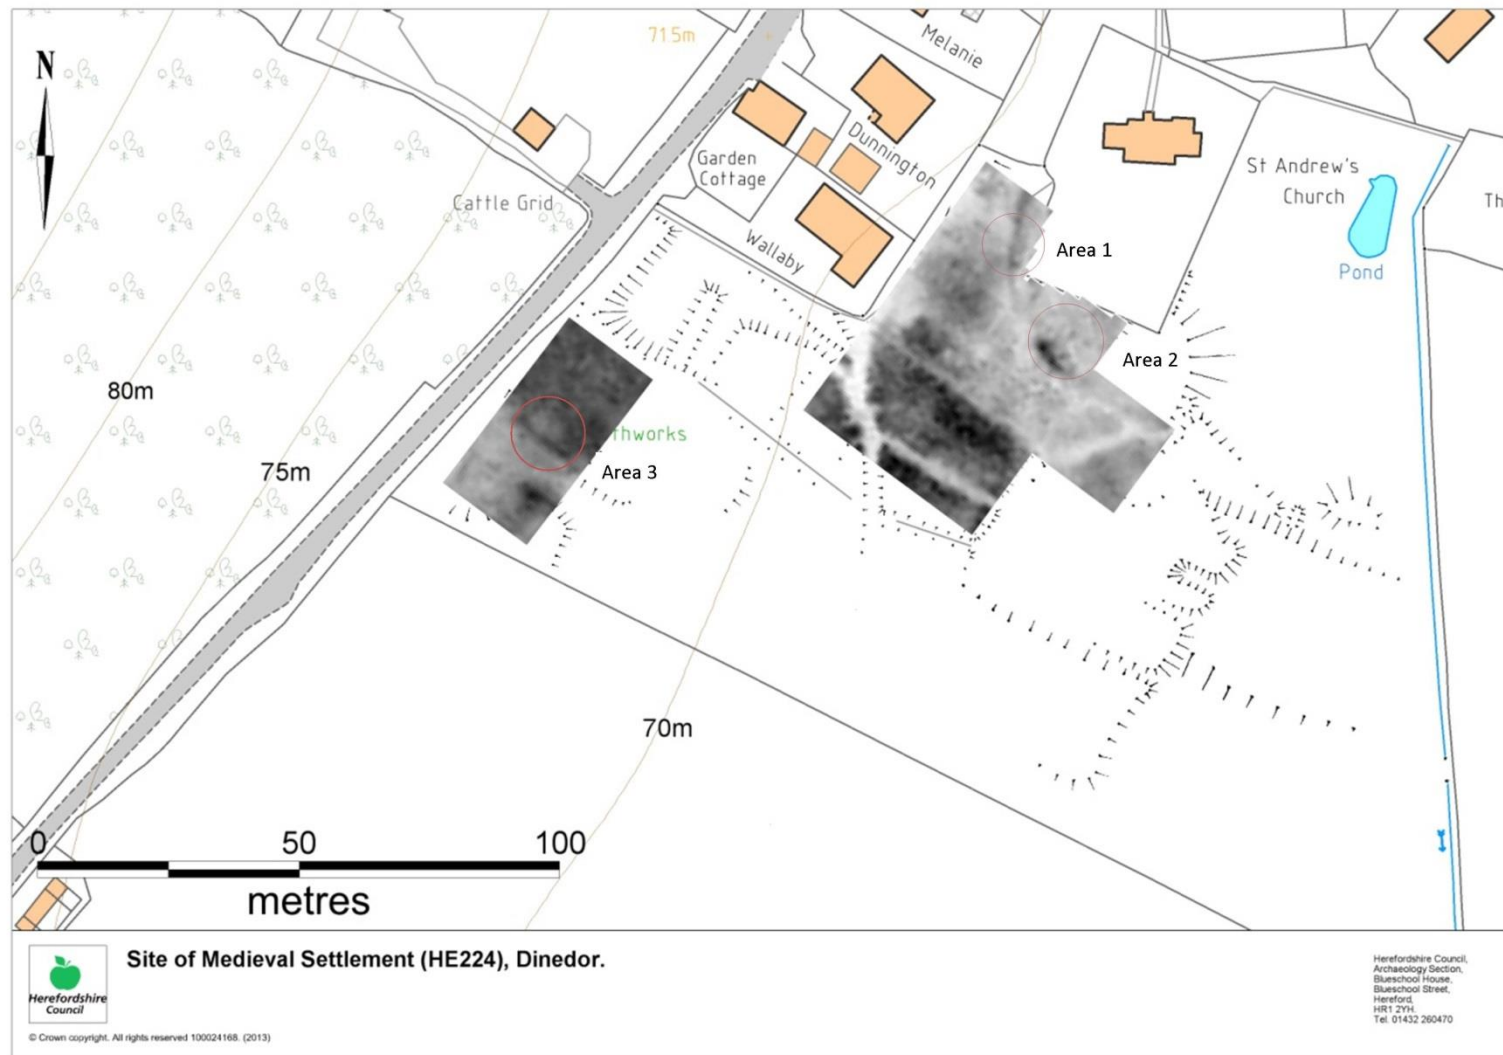 N
71.5m
Melanie
Dunnington
Garden
Cottage
Cattle Grid
Wallaby
St Andrew's
Church
Th
Pond
Area 1
Area 2
80m
thworks
75m
Area 3
70m
0 50 100
metres
Site of Medieval Settlement (HE224), Dinedor.
Herefordshire
Council
© Crown copyright. All rights reserved 100024168. (2013)
Herefordshire Council,
Archaeology Section,
Blueschool House,
Blueschool Street,
Hereford,
HR1 2YH.
Tel. 01432 260470